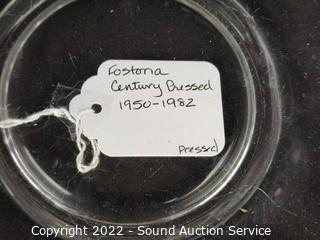 Fostoria
Century Pressed
1950-1982
Pressed
Copyright 2022 - Sound Auction Service